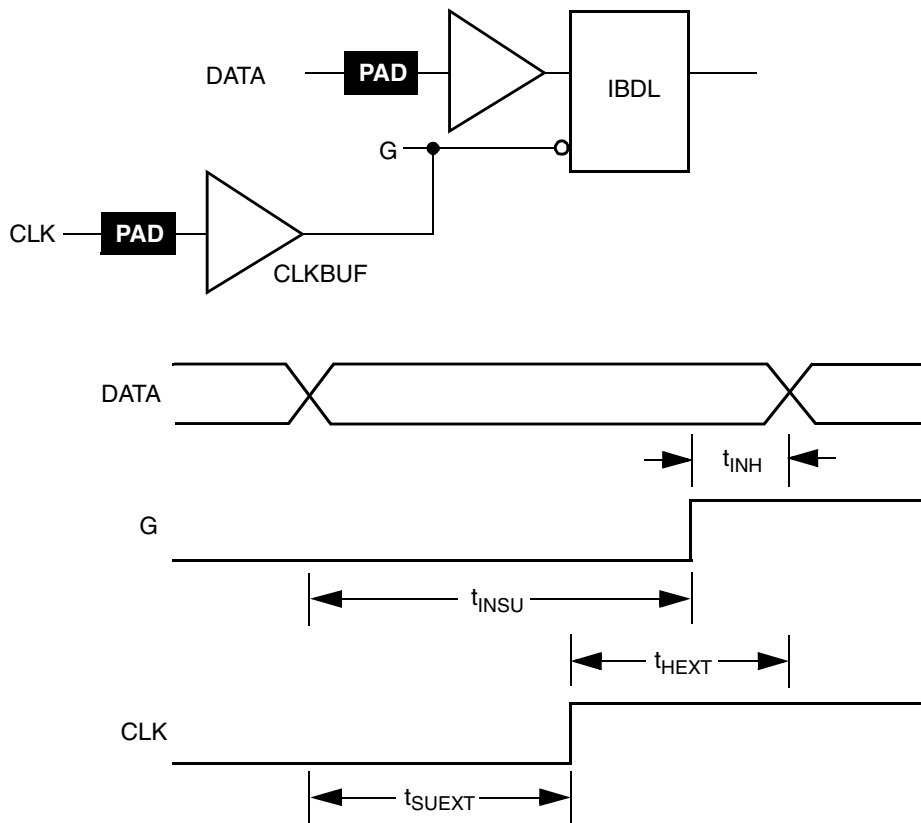 DATA
PAD
IBDL
G
CLK
PAD
CLKBUF
DATA
tINH
G
tINSU
tHEXT
CLK
tSUEXT